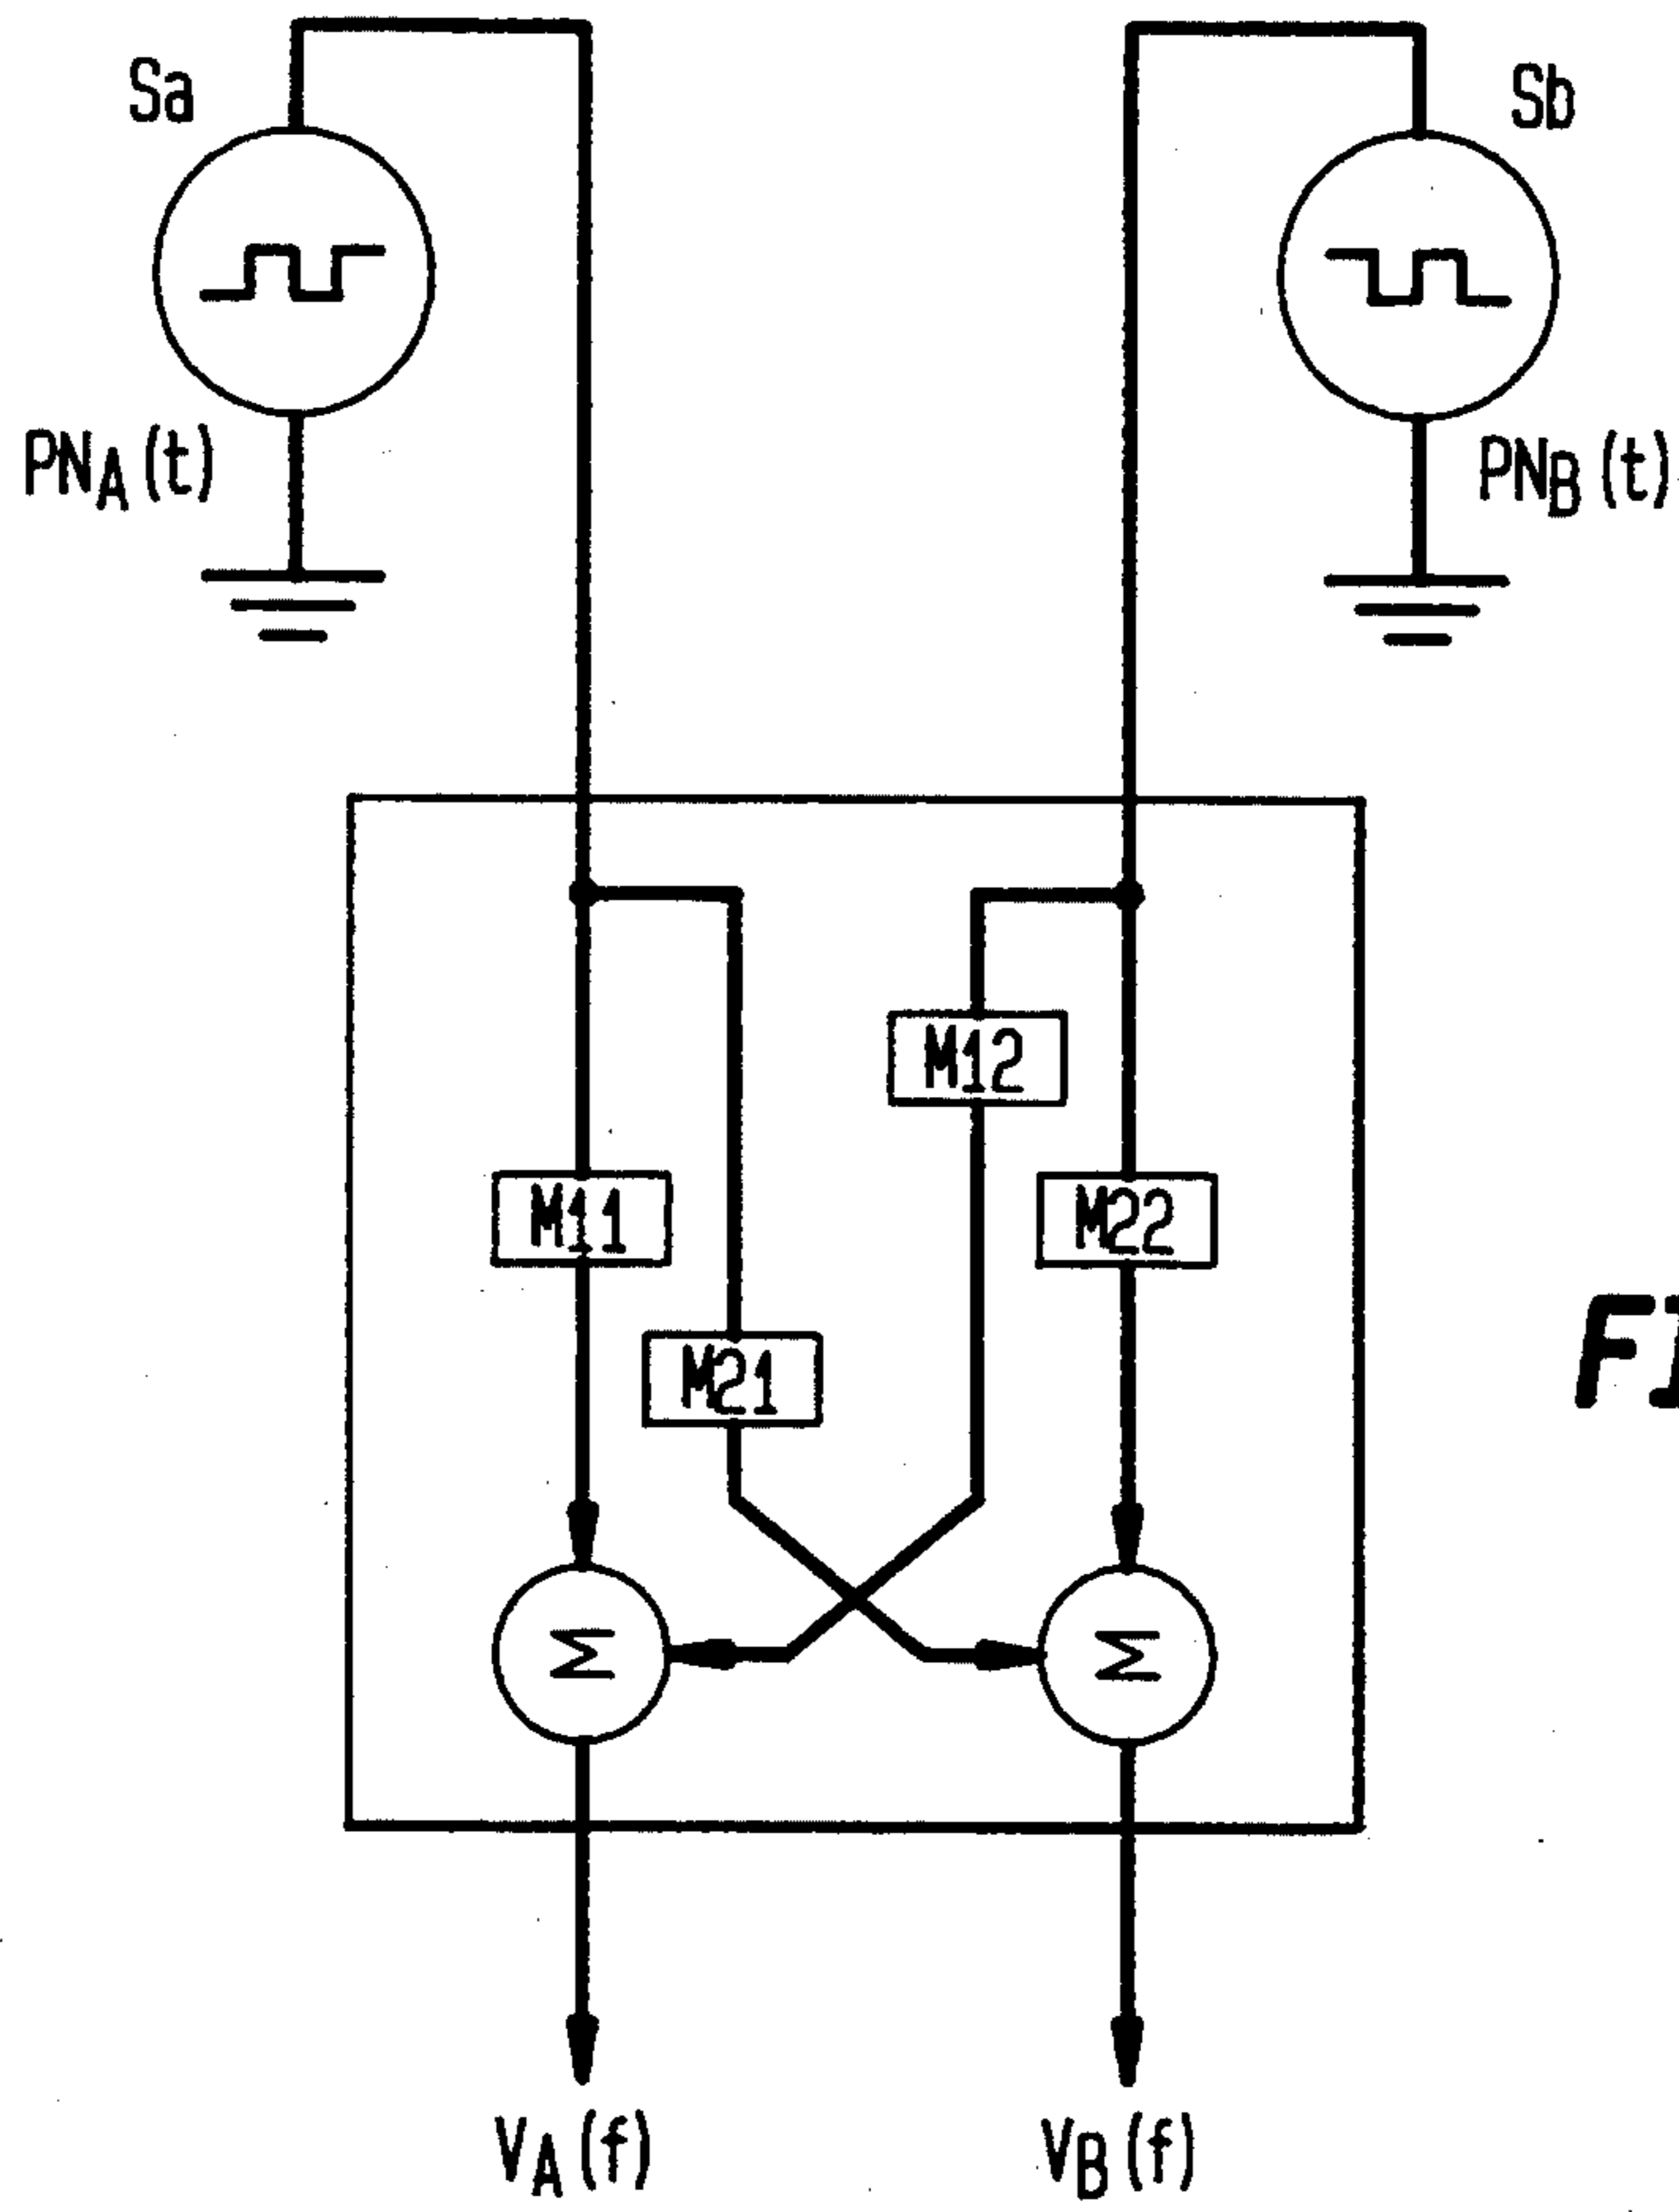 Sa
Sb
PNA(t)
PNB(t)
M12
M11
M22
M21
Σ
Σ
VA(f)
VB(f)